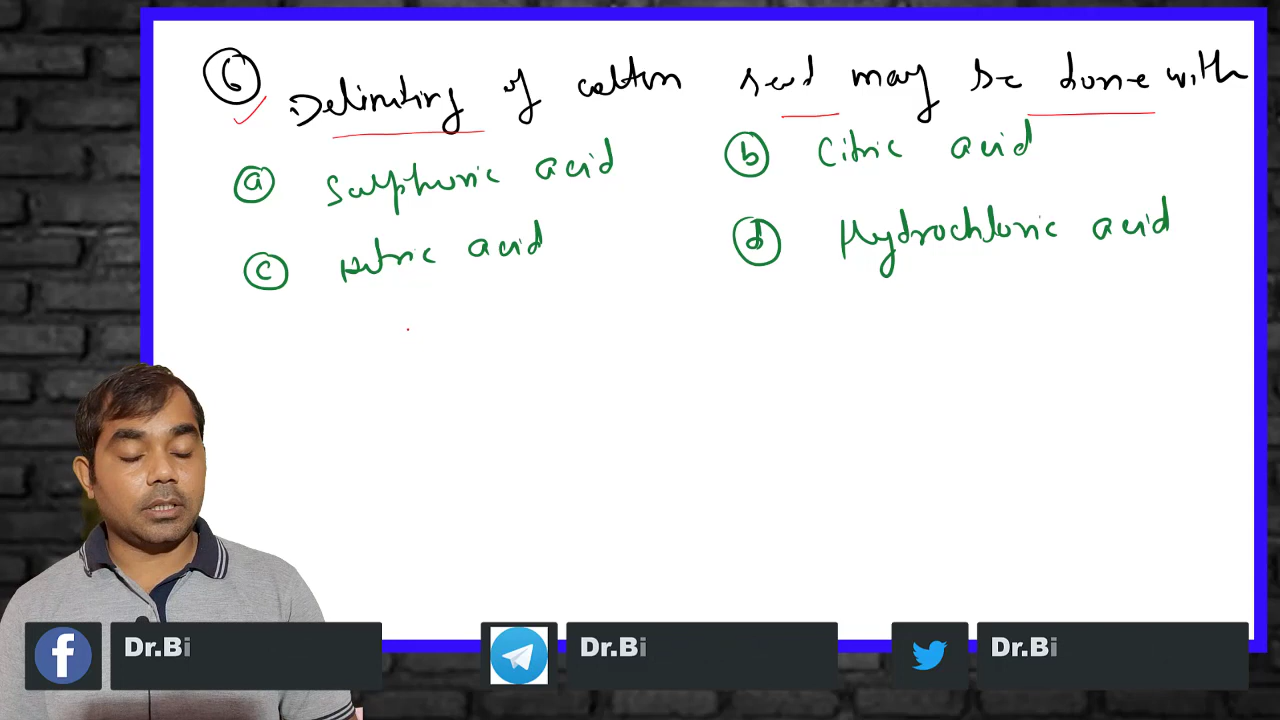 6 Delinting of cotton seed may be done with
a Sulphuric acid b Citric acid
c Nitric acid d Hydrochloric acid
f Dr.Bi Dr.Bi Dr.Bi